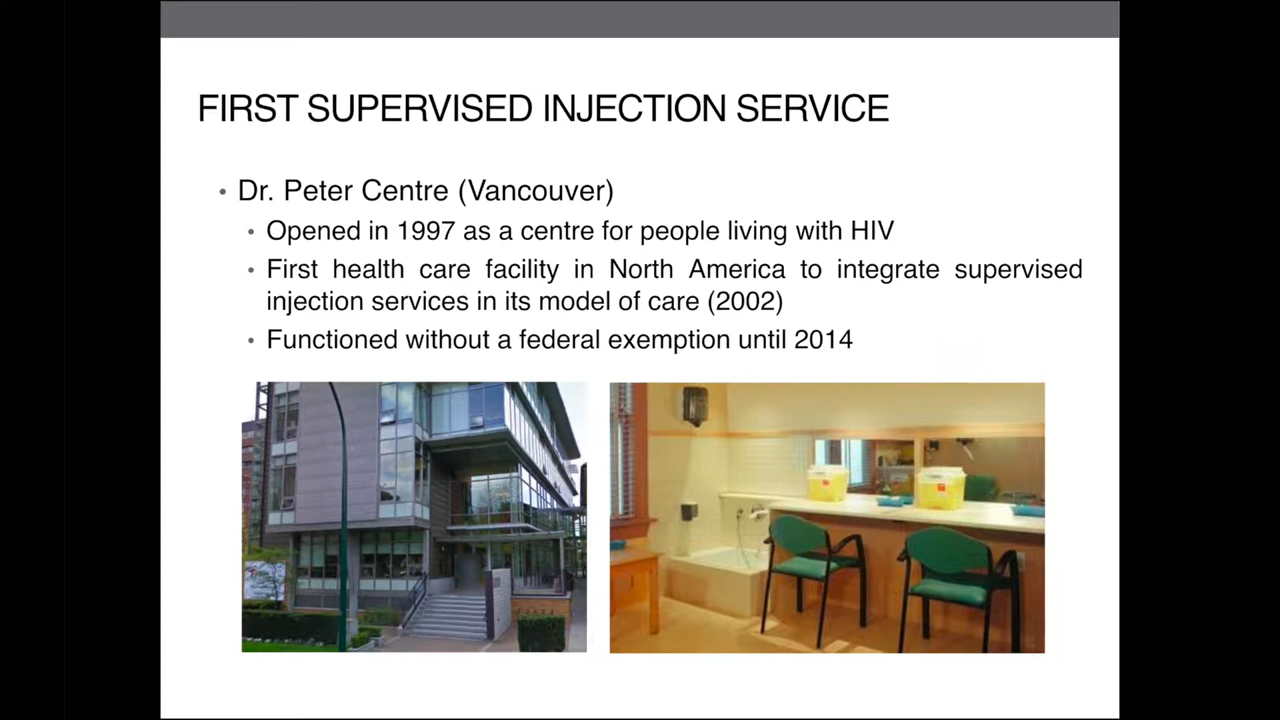 FIRST SUPERVISED INJECTION SERVICE
• Dr. Peter Centre (Vancouver)
• Opened in 1997 as a centre for people living with HIV
• First health care facility in North America to integrate supervised
injection services in its model of care (2002)
• Functioned without a federal exemption until 2014